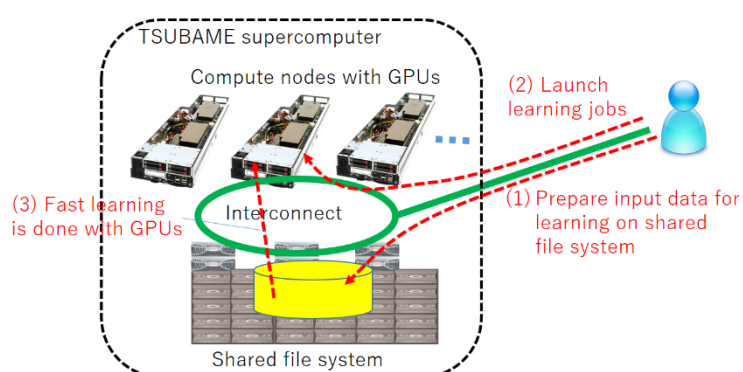 TSUBAME supercomputer
Compute nodes with GPUs
(2) Launch
learning jobs
(3) Fast learning
is done with GPUs
Interconnect
(1) Prepare input data for
learning on shared
file system
Shared file system